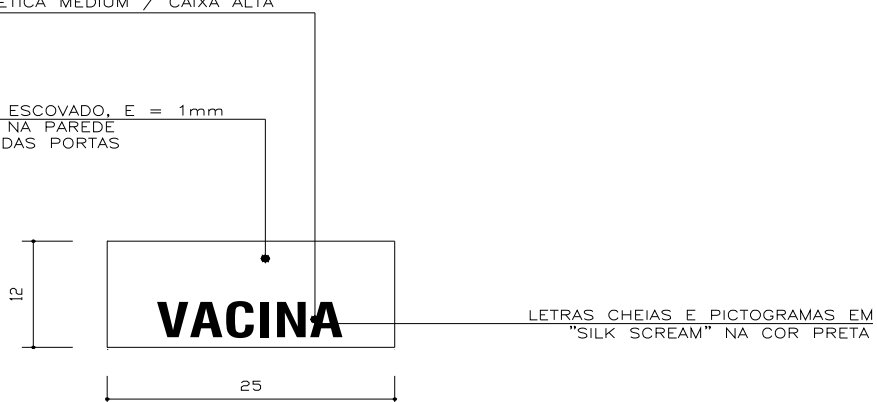 MEDIUM / CAIXA ALTA
ESCOVADO, E = 1mm
NA PAREDE
DAS PORTAS
12
VACINA
LETRAS CHEIAS E PICTOGRAMAS EM
"SILK SCREAM" NA COR PRETA
25